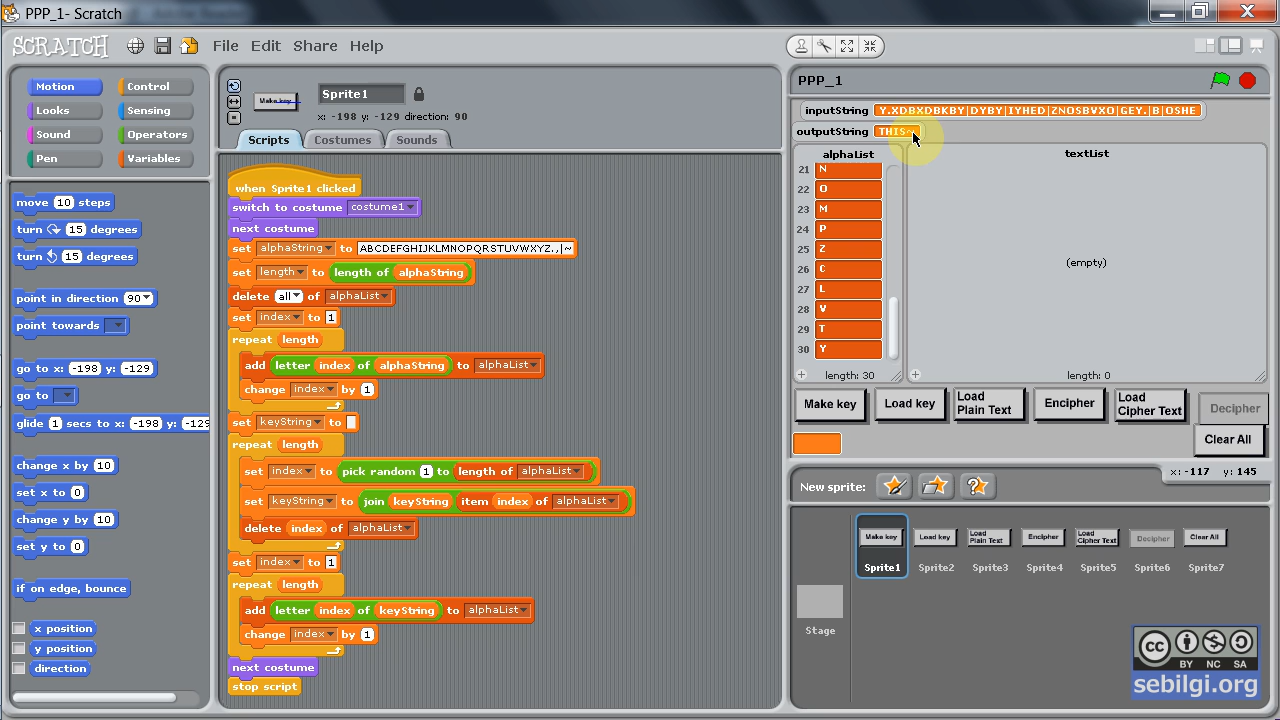 PPP_1- Scratch
SCRATCH
File Edit Share Help
Motion Control
Looks Sensing
Sound Operators
Pen Variables
move 10 steps
turn 15 degrees
turn 15 degrees
point in direction 90
point towards
go to x: -198 y: -129
go to
glide 1 secs to x: -198 y: -129
change x by 10
set x to 0
change y by 10
set y to 0
if on edge, bounce
x position
y position
direction
Make key
Sprite1
x: -198 y: -129 direction: 90
Scripts Costumes Sounds
when Sprite1 clicked
switch to costume costume1
next costume
set alphaString to ABCDEFGHIJKLMNOPQRSTUVWXYZ.,|~
set length to length of alphaString
delete all of alphaList
set index to 1
repeat length
add letter index of alphaString to alphaList
change index by 1
set keyString to
repeat length
set index to pick random 1 to length of alphaList
set keyString to join keyString item index of alphaList
delete index of alphaList
set index to 1
repeat length
add letter index of keyString to alphaList
change index by 1
next costume
stop script
PPP_1
inputString Y.XDBXDBKBY|DYBY|IYHED|ZNOSBVXO|GEY.|B|OSHE
outputString THIS
alphaList
21 N
22 O
23 M
24 P
25 Z
26 C
27 L
28 V
29 T
30 Y
length: 30
textList
(empty)
length: 0
Make key
Load key
Load Plain Text
Encipher
Load Cipher Text
Decipher
Clear All
x: -117 y: 145
New sprite:
Make key
Load key
Load Plain Text
Encipher
Load Cipher Text
Decipher
Clear All
Sprite1 Sprite2 Sprite3 Sprite4 Sprite5 Sprite6 Sprite7
Stage
cc
BY NC SA
sebilgi.org